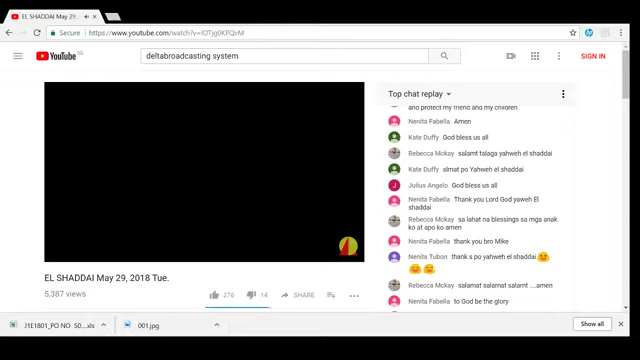 EL SHADDAI May 29,
Secure https://www.youtube.com/watch?v=IOTjg0KPQvM
YouTube SG
deltabroadcasting system
SIGN IN
Top chat replay
and protect my friend and my children
Nenita Fabella Amen
Kate Duffy God bless us all
Rebecca Mckay salamt talaga yahweh el shaddai
Kate Duffy slmat po Yahweh el shaddai
Julius Angelo God bless us all
Nenita Fabella Thank you Lord God yaweh El
shaddai
Rebecca Mckay sa lahat na blessings sa mga anak
ko at apo ko amen
Nenita Fabella thank you bro Mike
Nenita Tubon thank s po yahweh el shaddai
Rebecca Mckay salamat salamat salamt ....amen
Nenita Fabella to God be the glory
EL SHADDAI May 29, 2018 Tue.
5,387 views
276
14
SHARE
J1E1801_PO NO S0....xls
001.jpg
Show all